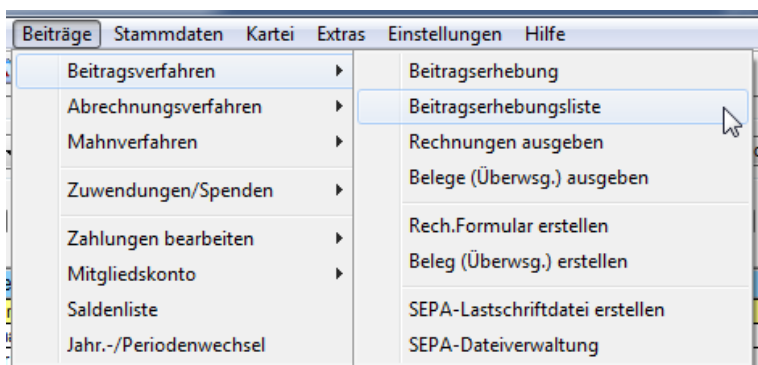 Beiträge Stammdaten Kartei Extras Einstellungen Hilfe
Beitragsverfahren
Abrechnungsverfahren
Mahnverfahren
Zuwendungen/Spenden
Zahlungen bearbeiten
Mitgliedskonto
Saldenliste
Jahr.-/Periodenwechsel
Beitragserhebung
Beitragserhebungsliste
Rechnungen ausgeben
Belege (Überwsg.) ausgeben
Rech.Formular erstellen
Beleg (Überwsg.) erstellen
SEPA-Lastschriftdatei erstellen
SEPA-Dateiverwaltung